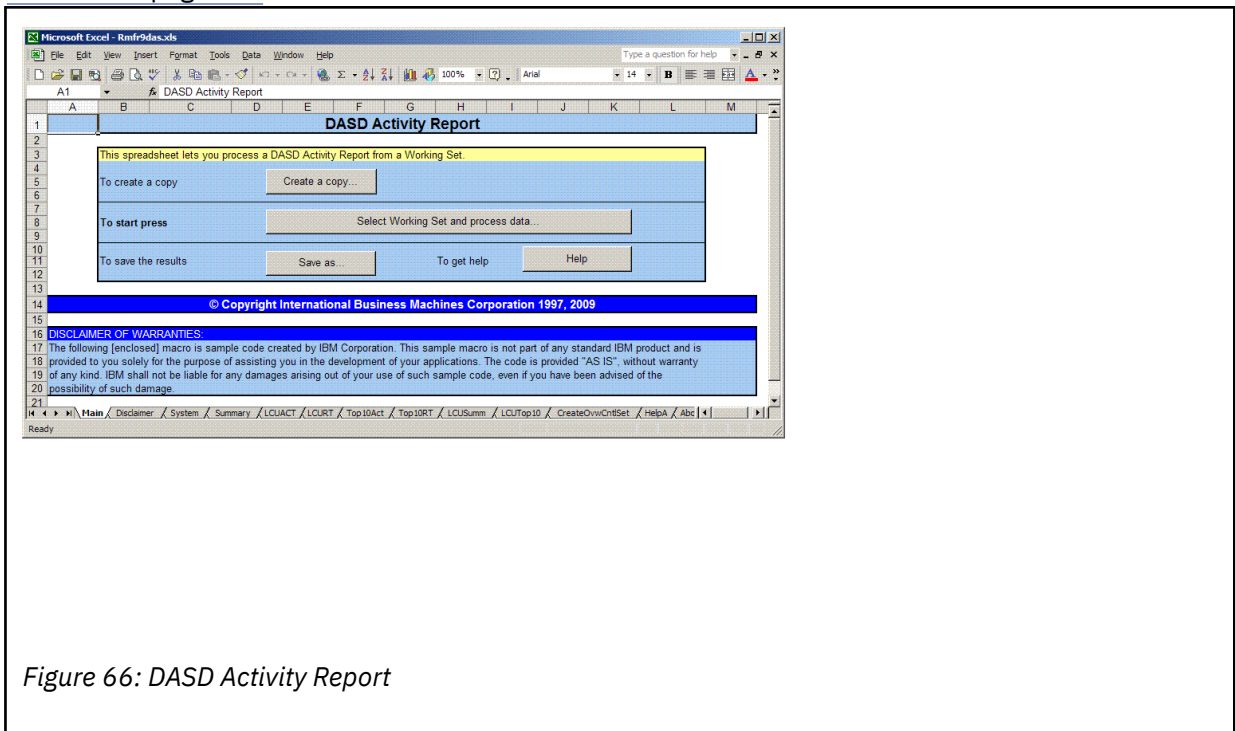 Microsoft Excel - Rmfr9das.xls
File Edit View Insert Format Tools Data Window Help Type a question for help
100% Arial 14 B A
A1 fx DASD Activity Report
A B C D E F G H I J K L M
1 DASD Activity Report
2
3 This spreadsheet lets you process a DASD Activity Report from a Working Set.
4
5 To create a copy Create a copy...
6
7
8 To start press Select Working Set and process data...
9
10
11 To save the results Save as... To get help Help
12
13
14 © Copyright International Business Machines Corporation 1997, 2009
15
16 DISCLAIMER OF WARRANTIES:
17 The following [enclosed] macro is sample code created by IBM Corporation. This sample macro is not part of any standard IBM product and is
18 provided to you solely for the purpose of assisting you in the development of your applications. The code is provided "AS IS", without warranty
19 of any kind. IBM shall not be liable for any damages arising out of your use of such sample code, even if you have been advised of the
20 possibility of such damage.
21
Main Disclaimer System Summary LCUACT LCURT Top10Act Top10RT LCUSumm LCUTop10 CreateOvwCntlSet HelpA Abc
Ready
Figure 66: DASD Activity Report